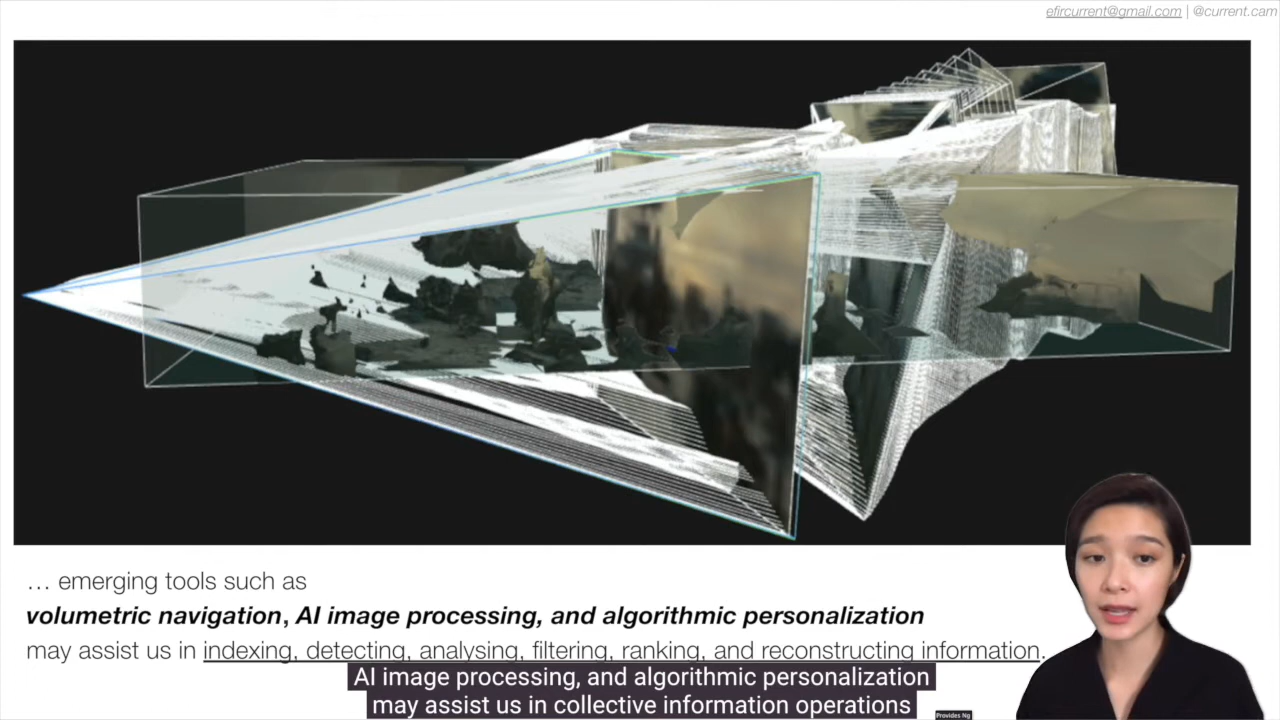 efircurrent@gmail.com | @current.cam
… emerging tools such as
volumetric navigation, AI image processing, and algorithmic personalization
may assist us in indexing, detecting, analysing, filtering, ranking, and reconstructing information.
AI image processing, and algorithmic personalization
may assist us in collective information operations
Provides Ng